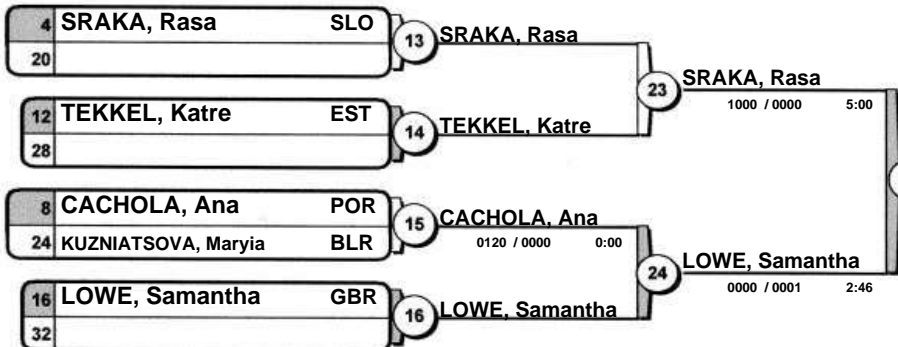 4 SRAKA, Rasa SLO
20
13 SRAKA, Rasa
12 TEKKEL, Katre EST
28
14 TEKKEL, Katre
23 SRAKA, Rasa
1000 / 0000 5:00
8 CACHOLA, Ana POR
24 KUZNIATSOVA, Maryia BLR
15 CACHOLA, Ana
0120 / 0000 0:00
16 LOWE, Samantha GBR
32
16 LOWE, Samantha
24 LOWE, Samantha
0000 / 0001 2:46